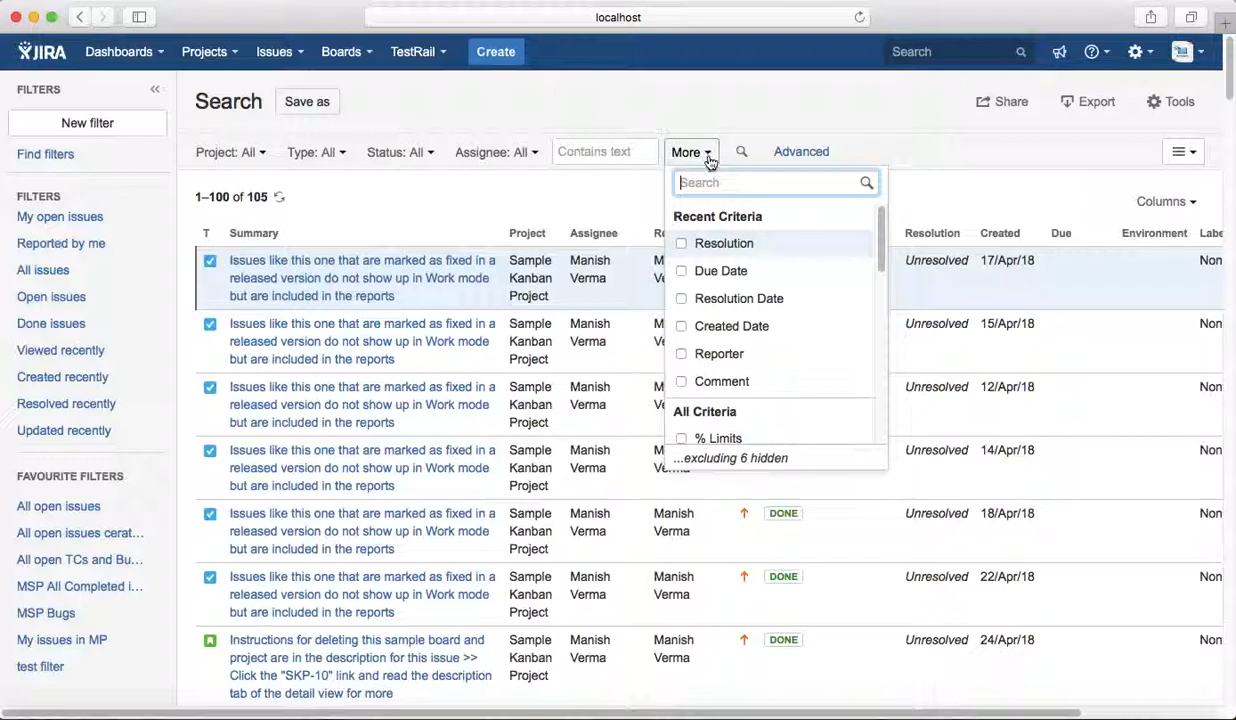 localhost
JIRA Dashboards Projects Issues Boards TestRail Create Search
FILTERS
New filter
Find filters
FILTERS
My open issues
Reported by me
All issues
Open issues
Done issues
Viewed recently
Created recently
Resolved recently
Updated recently
FAVOURITE FILTERS
All open issues
All open issues cerat...
All open TCs and Bu...
MSP All Completed i...
MSP Bugs
My issues in MP
test filter
Search Save as Share Export Tools
Project: All Type: All Status: All Assignee: All Contains text More Advanced
1–100 of 105 Columns
Search
Recent Criteria
Resolution
Due Date
Resolution Date
Created Date
Reporter
Comment
All Criteria
% Limits
...excluding 6 hidden
T Summary Project Assignee Resolution Created Due Environment
Issues like this one that are marked as fixed in a Sample Manish Unresolved 17/Apr/18 Non
released version do not show up in Work mode Kanban Verma
but are included in the reports Project
Issues like this one that are marked as fixed in a Sample Manish Unresolved 15/Apr/18 Non
released version do not show up in Work mode Kanban Verma
but are included in the reports Project
Issues like this one that are marked as fixed in a Sample Manish Unresolved 12/Apr/18 Non
released version do not show up in Work mode Kanban Verma
but are included in the reports Project
Issues like this one that are marked as fixed in a Sample Manish Unresolved 14/Apr/18 Non
released version do not show up in Work mode Kanban Verma
but are included in the reports Project
Issues like this one that are marked as fixed in a Sample Manish Manish DONE Unresolved 18/Apr/18 Non
released version do not show up in Work mode Kanban Verma Verma
but are included in the reports Project
Issues like this one that are marked as fixed in a Sample Manish Manish DONE Unresolved 22/Apr/18 Non
released version do not show up in Work mode Kanban Verma Verma
but are included in the reports Project
Instructions for deleting this sample board and Sample Manish Manish DONE Unresolved 24/Apr/18 Non
project are in the description for this issue >> Kanban Verma Verma
Click the "SKP-10" link and read the description Project
tab of the detail view for more